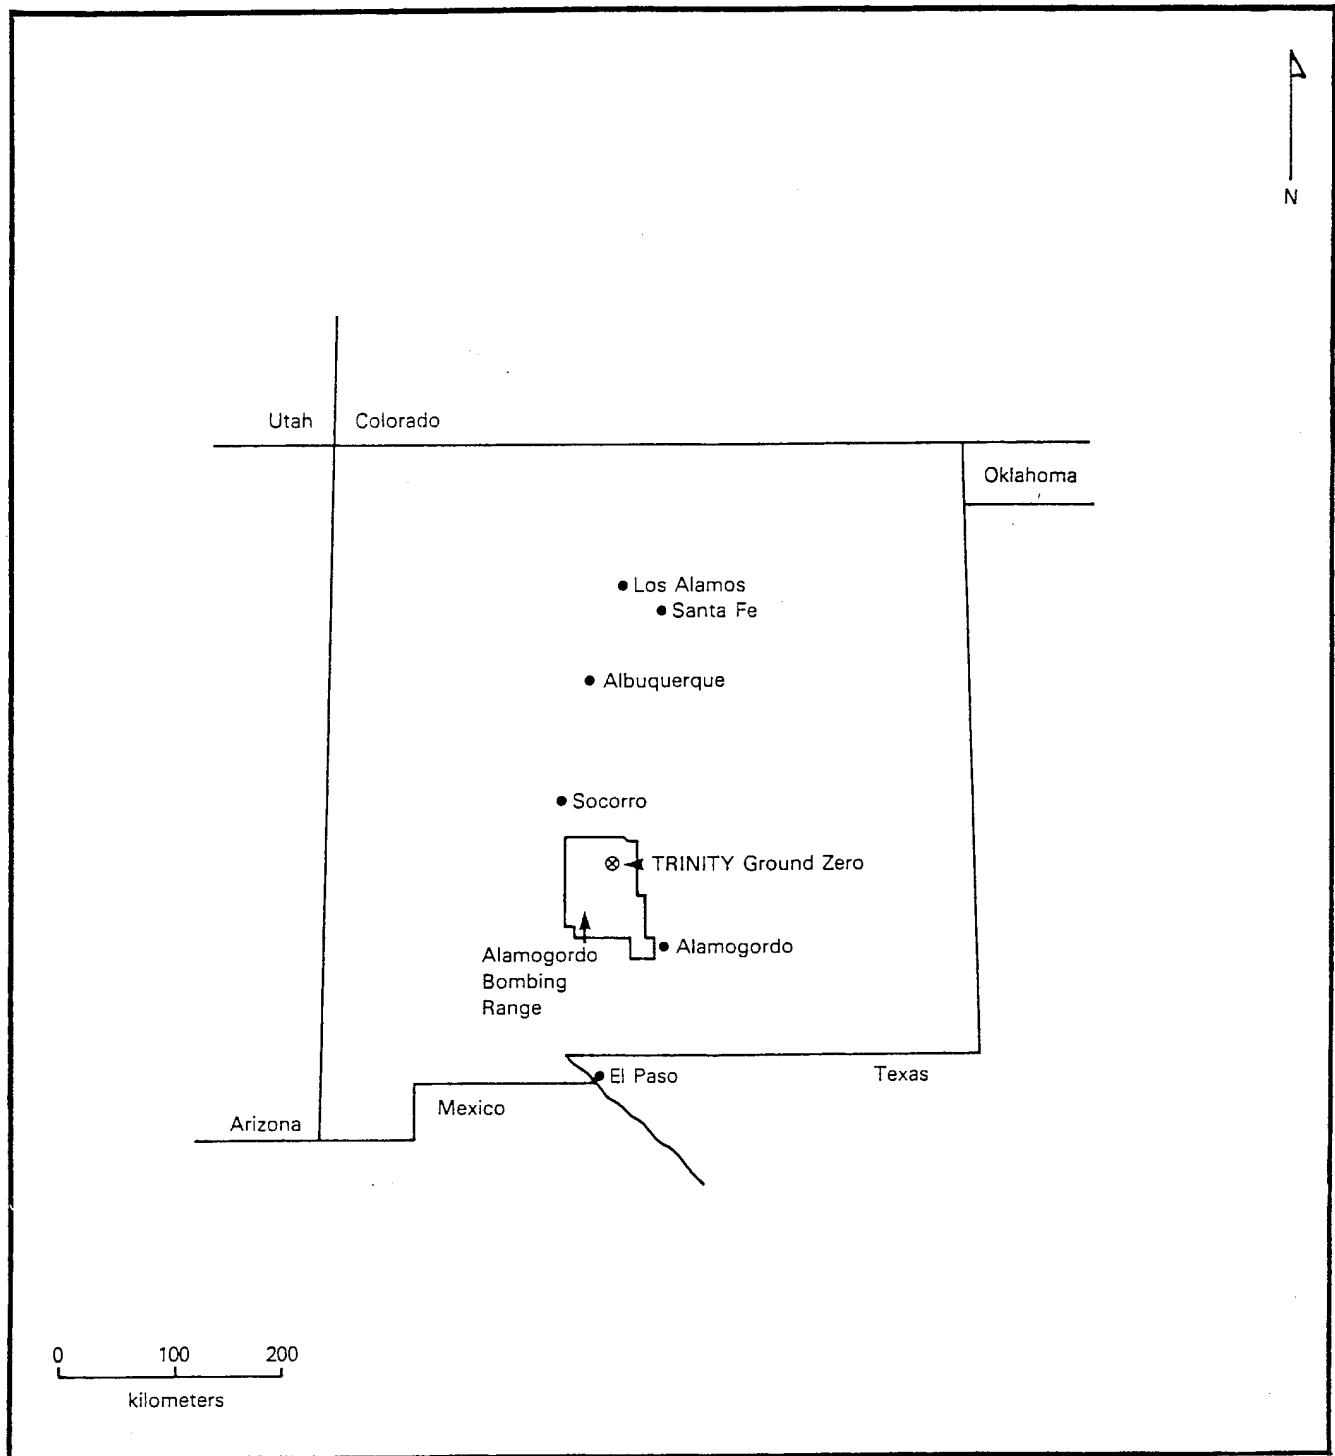 N
Utah
Colorado
Oklahoma
Los Alamos
Santa Fe
Albuquerque
Socorro
TRINITY Ground Zero
Alamogordo
Alamogordo
Bombing
Range
El Paso
Texas
Mexico
Arizona
0 100 200
kilometers